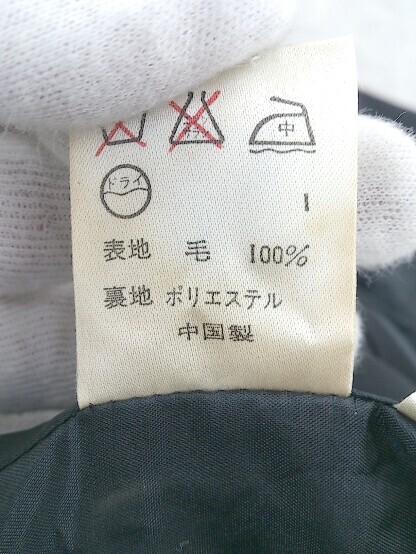 中
ドライ
1
表地 毛 100%
裏地 ポリエステル
中国製